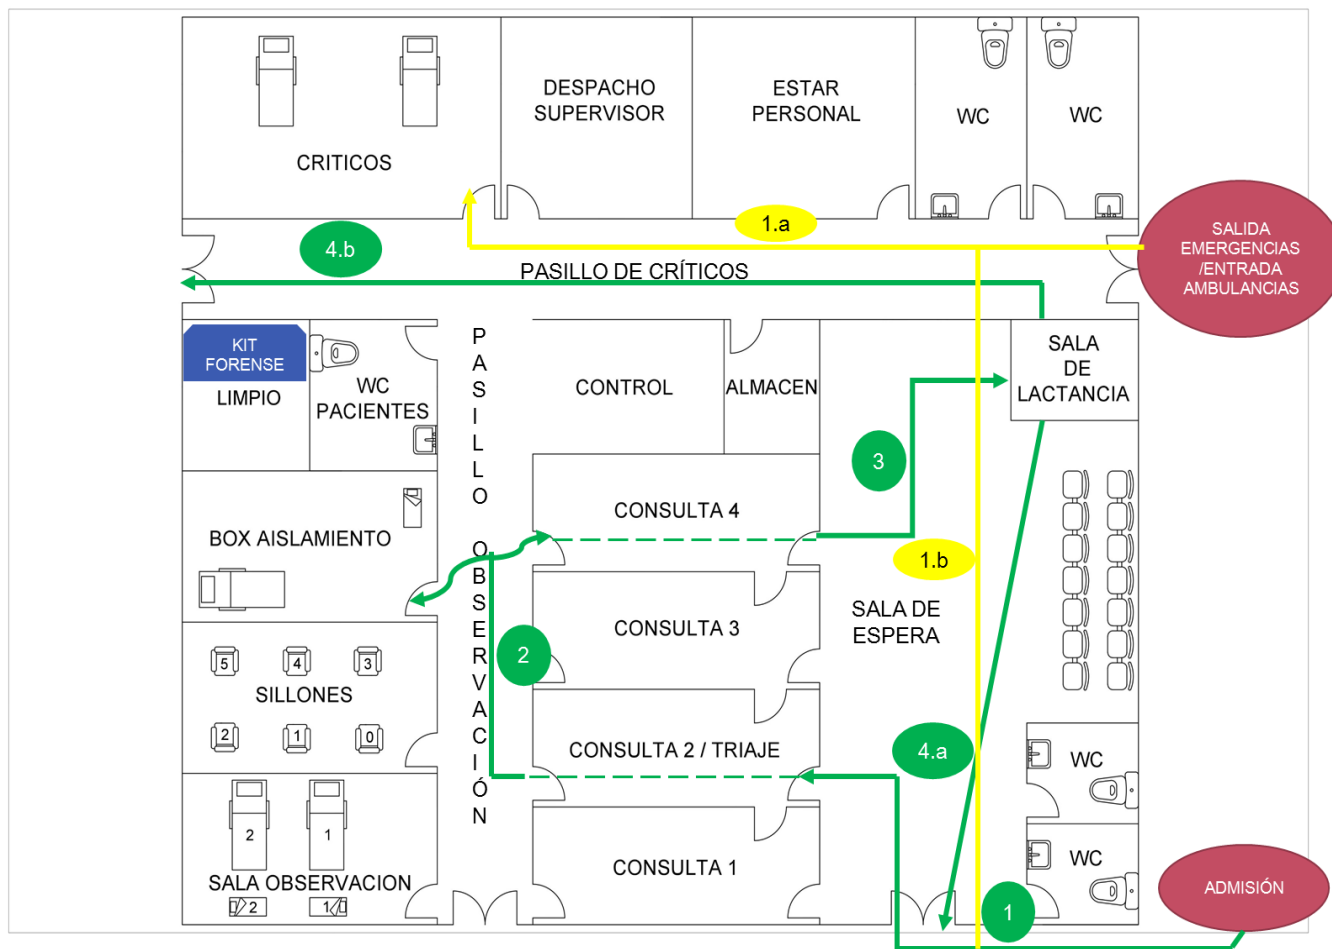 DESPACHO
SUPERVISOR
ESTAR
PERSONAL
WC
WC
CRITICOS
1.a
4.b
SALIDA
EMERGENCIAS
/ENTRADA
AMBULANCIAS
PASILLO DE CRÍTICOS
KIT
FORENSE
LIMPIO
WC
PACIENTES
PASILLO OBSERVACIÓN
CONTROL
ALMACEN
SALA
DE
LACTANCIA
3
CONSULTA 4
BOX AISLAMIENTO
1.b
CONSULTA 3
SALA DE
ESPERA
2
5
4
3
SILLONES
2
1
0
CONSULTA 2 / TRIAJE
4.a
WC
2
1
CONSULTA 1
WC
SALA OBSERVACION
2
1
1
ADMISIÓN